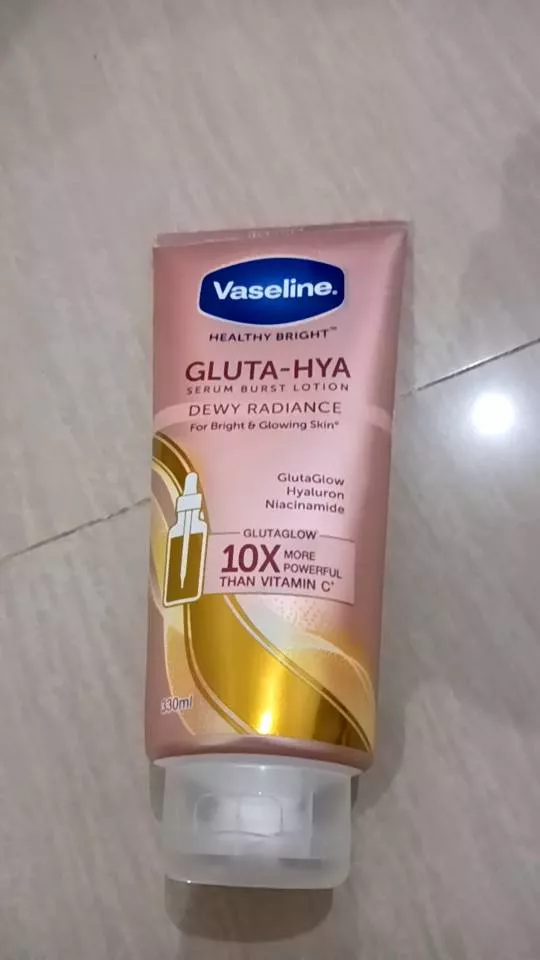 Vaseline.
HEALTHY BRIGHT™
GLUTA-HYA
SERUM BURST LOTION
DEWY RADIANCE
For Bright & Glowing Skin*
GlutaGlow
Hyaluron
Niacinamide
GLUTAGLOW
10X MORE
POWERFUL
THAN VITAMIN C*
330ml